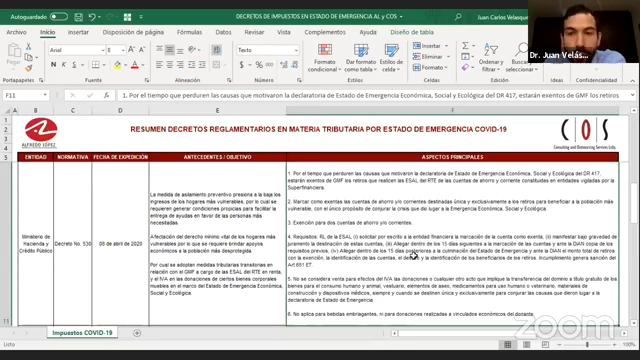 Autoguardado
DECRETOS DE IMPUESTOS EN ESTADO DE EMERGENCIA AL y COS
Juan Carlos Velasque
Archivo Inicio Insertar
Diseño de tabla
Dr. Juan Velás...
Pegar
Arial
General
Formato condicional
Dar formato como tabla
Estilos de celda
Insertar
Eliminar
Formato
Ordenar y filtrar
Buscar y seleccionar
Ideas
Confidencialidad
Portapapeles
Fuente
Alineación
Número
Estilos
Celdas
Edición
Ideas
Confidencialidad
F11
1. Por el tiempo que perduren las causas que motivaron la declaratoria de Estado de Emergencia Económica, Social y Ecológica del DR 417, estarán exentos de GMF los retiros
A B C D E F
ALFREDO LÓPEZ
RESUMEN DECRETOS REGLAMENTARIOS EN MATERIA TRIBUTARIA POR ESTADO DE EMERGENCIA COVID-19
COS
Consulting and Outsourcing Services Ltda.
ENTIDAD NORMATIVA FECHA DE EXPEDICIÓN ANTECEDENTES / OBJETIVO ASPECTOS PRINCIPALES
Ministerio de Hacienda y Crédito Público
Decreto No. 530
08 de abril de 2020
La medida de aislamiento preventivo presiona a la baja los
ingresos de los hogares más vulnerables, por lo cual se
requieren generar condiciones propicias para facilitar la
entrega de ayudas en favor de las personas más
necesitadas.
Afectación del derecho mínimo vital de los hogares más
vulnerables por lo que se requiere brindar apoyos
económicos en la población más desprotegida.
Por lo cual se adoptan medidas tributarias transitorias en
relación con el GMF a cargo de las ESAL del RTE en renta,
y el IVA en las donaciones de ciertos bienes corporales
muebles en el marco del Estado de Emergencia Económica,
Social y Ecológica.
1. Por el tiempo que perduren las causas que motivaron la declaratoria de Estado de Emergencia Económica, Social y Ecológica del DR 417,
estarán exentos de GMF los retiros que realicen las ESAL del RTE de las cuentas de ahorro y corriente constituidas en entidades vigiladas por la
Superfinanciera.
2. Marcar como exentas las cuentas de ahorro y/o corrientes, siempre que los retiros sean para beneficiar a la población más
vulnerable, con el único propósito de conjurar la crisis que dio lugar a la Emergencia Económica, Social y Ecológica.
3. Exención para dos cuentas de ahorro y/o corrientes.
4. Requisitos: RL de la ESAL (i) solicitar por escrito a la entidad financiera la marcación de la cuenta como exenta, (ii) manifestar bajo gravedad de
juramento la destinación de estas cuentas, (iii) Allegar dentro de los 15 días siguientes a la marcación de las cuentas y ante la DIAN copia de los
requisitos previos, (iv) Allegar dentro de los 15 días posteriores a la culminación del Estado de Emergencia y ante la DIAN el monto total de retiros
con la exención, la identificación de las cuentas, el detalle y la identificación de los beneficiarios de los retiros. Incumplimiento genera sanción del
Art 651 ET.
5. No se considera venta para efectos del IVA las donaciones o cualquier otro acto que implique la transferencia del dominio a título gratuito de los
bienes para el consumo humano y animal, vestuario, elementos de aseo, medicamentos para uso humano o veterinario, materiales de
construcción y dispositivos médicos, siempre y cuando se destinen única y exclusivamente para conjurar las causas que dieron lugar a la
declaratoria de Estado de Emergencia.
6. No aplica para bebidas embriagantes, ni para donaciones realizadas a vinculados económicos del donante.
Impuestos COVID-19
Listo
100%
zoom